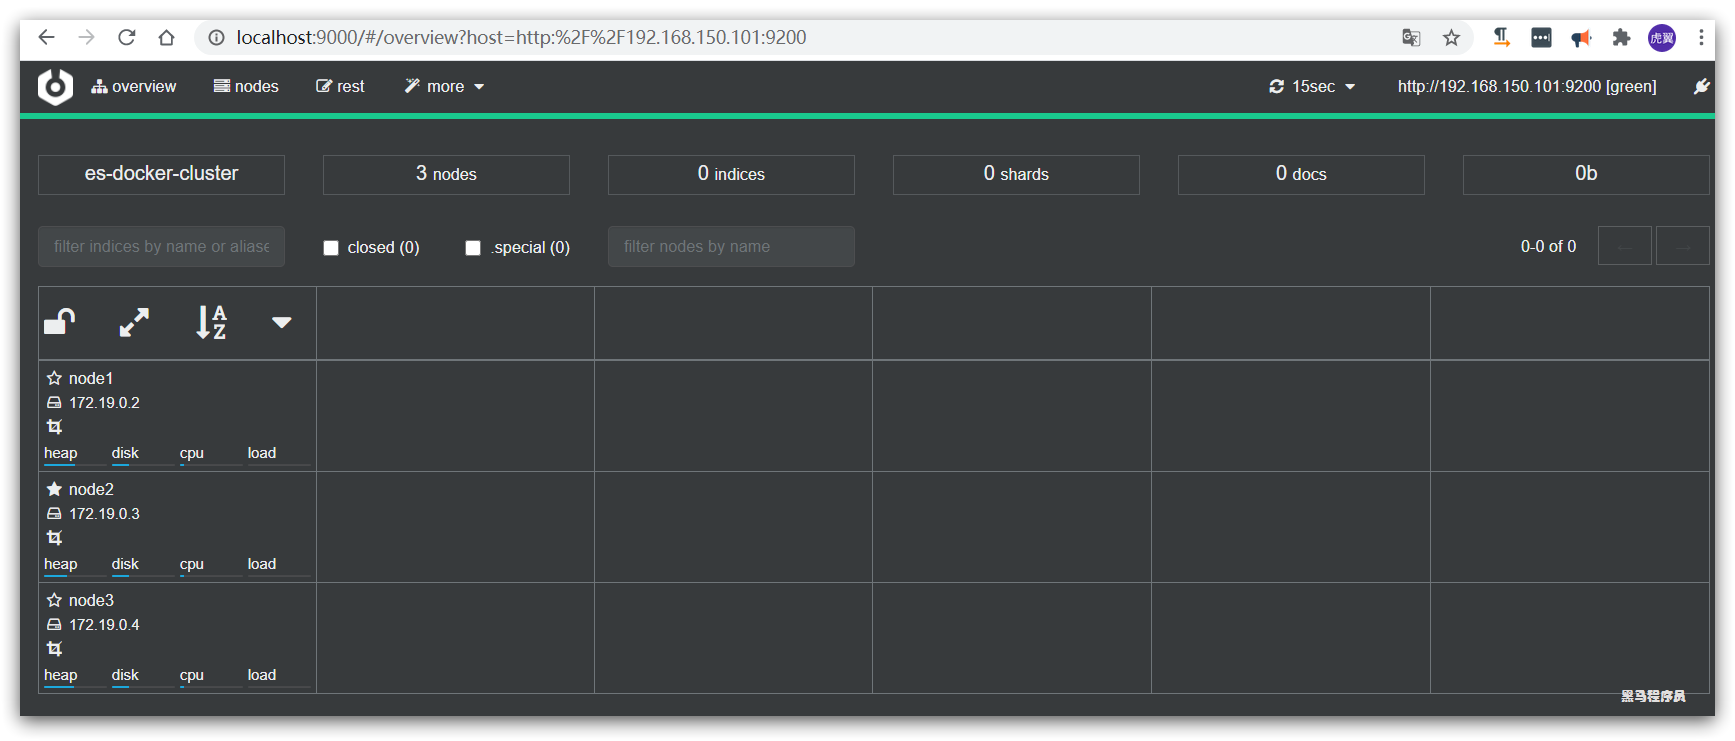 localhost:9000/#/overview?host=http:%2F%2F192.168.150.101:9200
虎翼
overview nodes rest more 15sec http://192.168.150.101:9200 [green]
es-docker-cluster 3 nodes 0 indices 0 shards 0 docs 0b
filter indices by name or aliase closed (0) .special (0) filter nodes by name 0-0 of 0 ← →
A
Z
node1
172.19.0.2
heap disk cpu load
node2
172.19.0.3
heap disk cpu load
node3
172.19.0.4
heap disk cpu load
黑马程序员